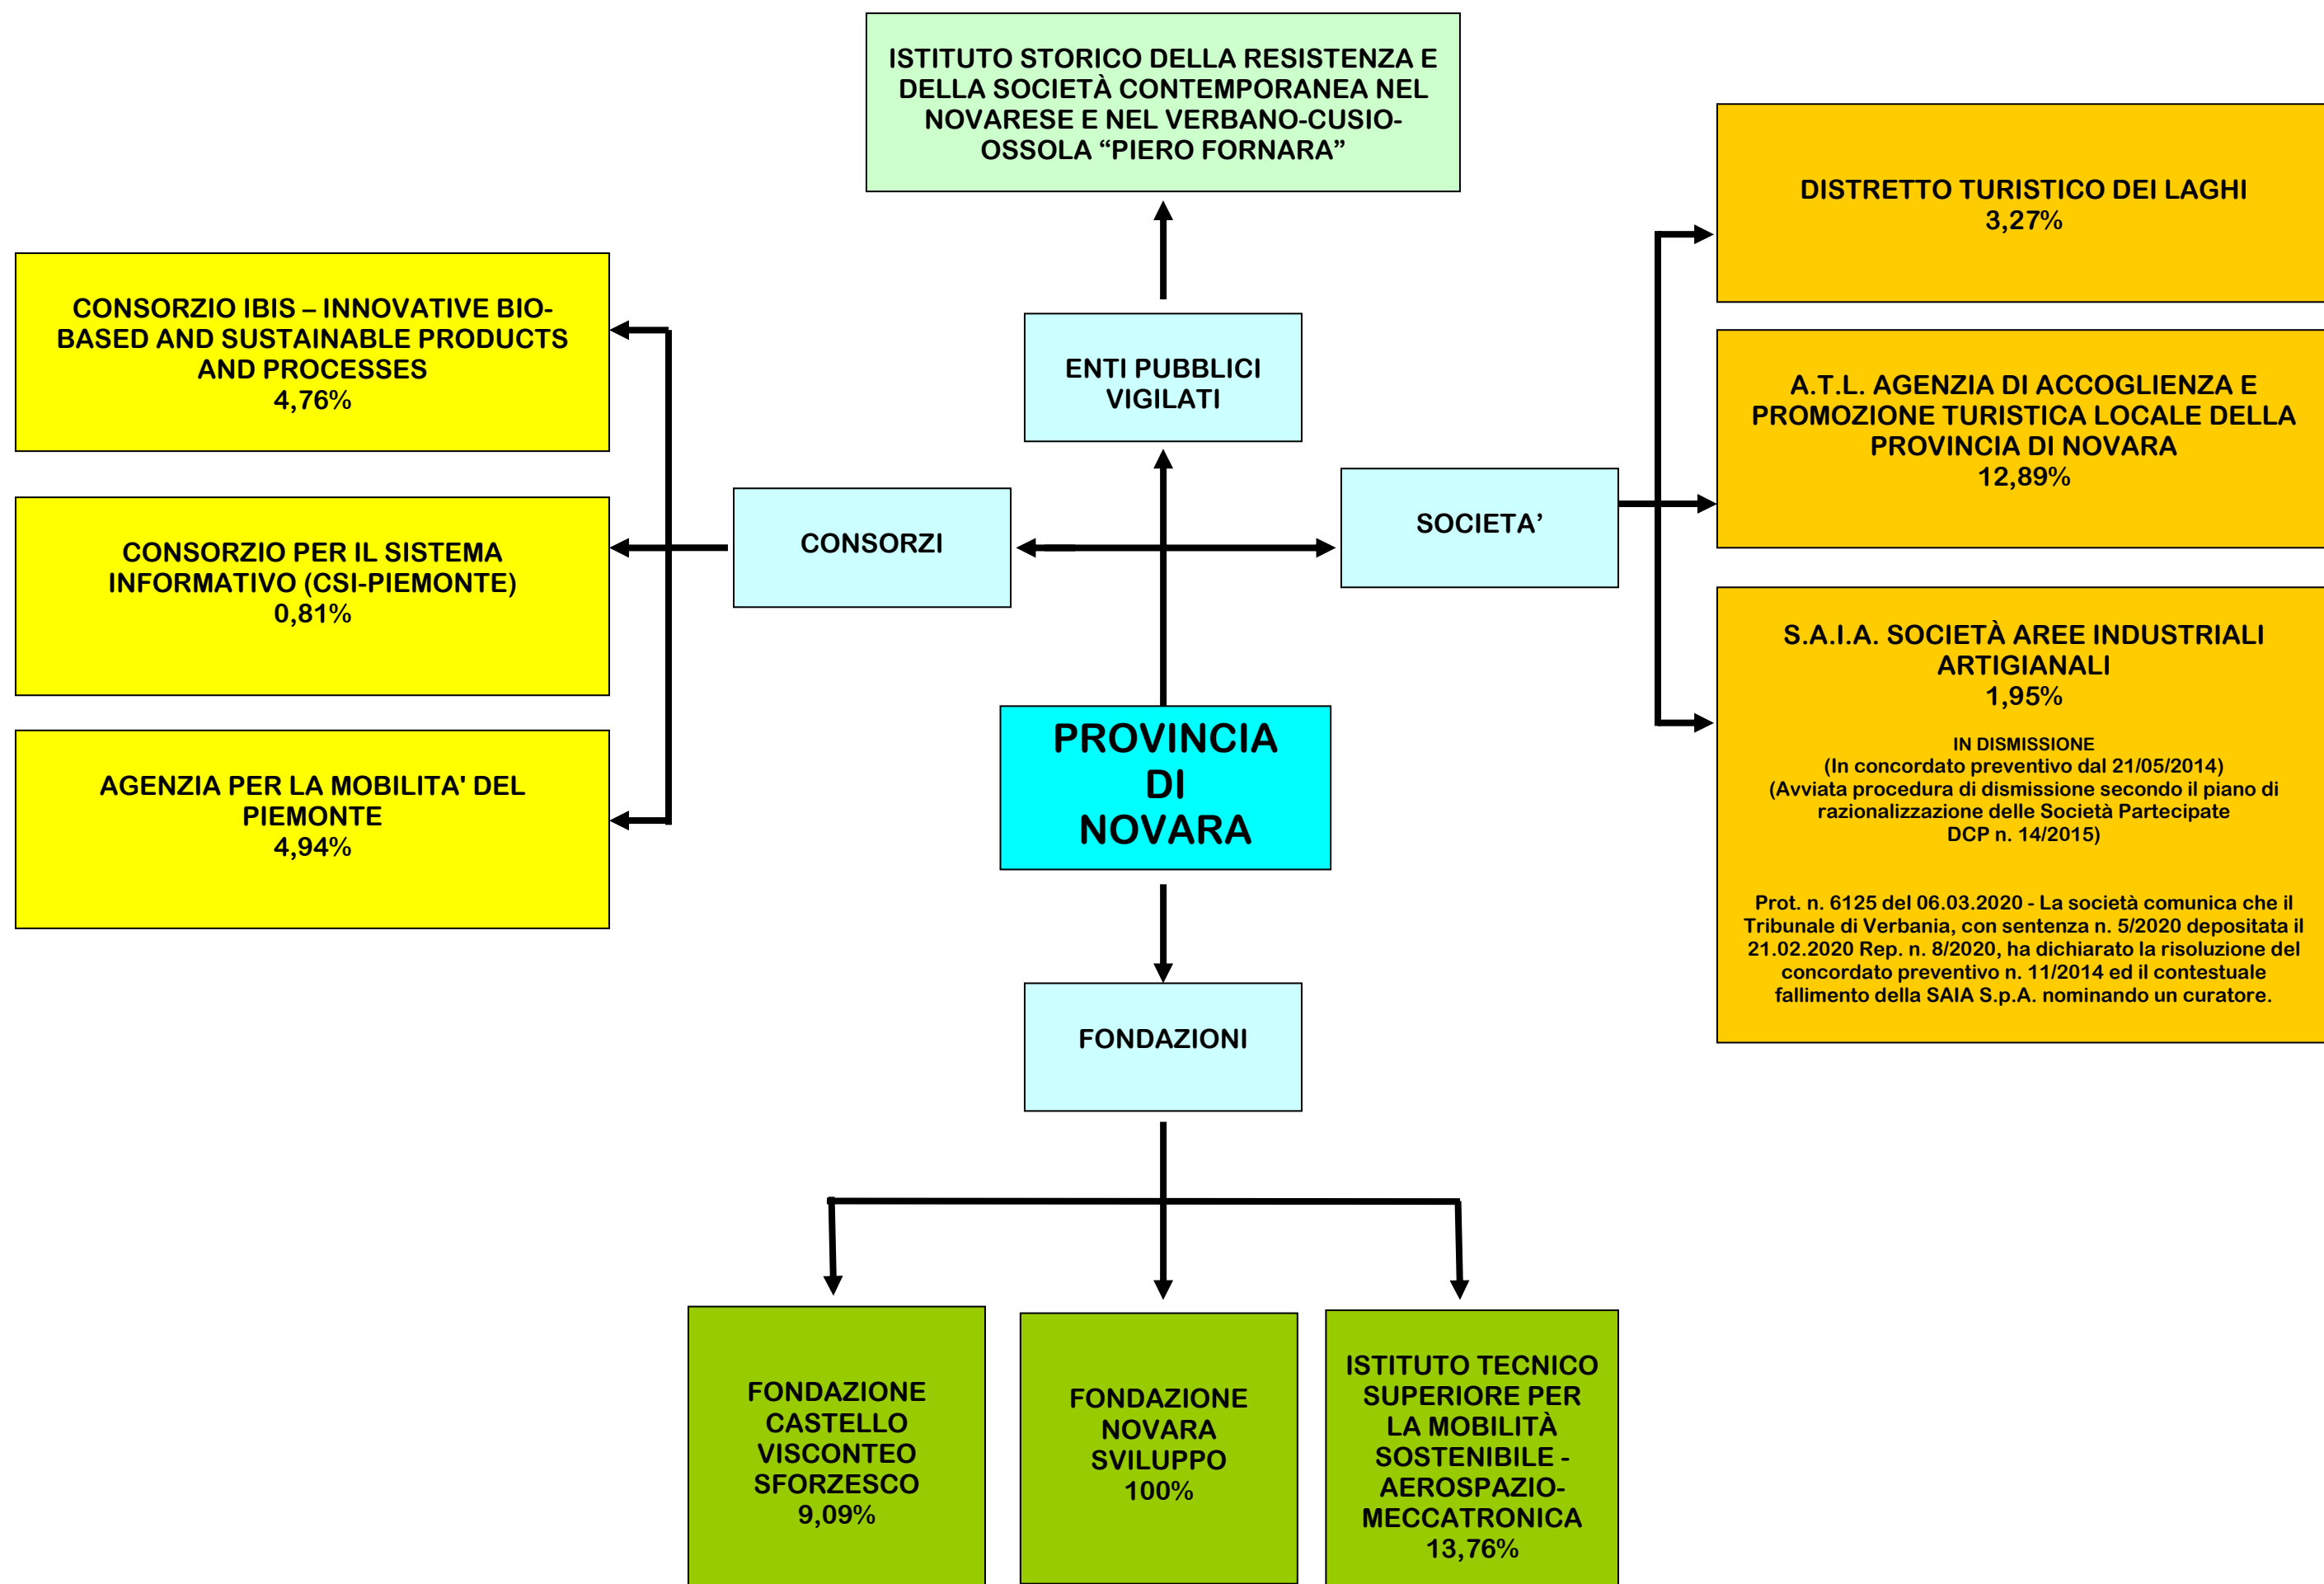 ISTITUTO STORICO DELLA RESISTENZA E
DELLA SOCIETÀ CONTEMPORANEA NEL
NOVARESE E NEL VERBANO-CUSIO-
OSSOLA “PIERO FORNARA”
ENTI PUBBLICI
VIGILATI
CONSORZIO IBIS – INNOVATIVE BIO-
BASED AND SUSTAINABLE PRODUCTS
AND PROCESSES
4,76%
CONSORZIO PER IL SISTEMA
INFORMATIVO (CSI-PIEMONTE)
0,81%
AGENZIA PER LA MOBILITA' DEL
PIEMONTE
4,94%
CONSORZI
SOCIETA’
DISTRETTO TURISTICO DEI LAGHI
3,27%
A.T.L. AGENZIA DI ACCOGLIENZA E
PROMOZIONE TURISTICA LOCALE DELLA
PROVINCIA DI NOVARA
12,89%
S.A.I.A. SOCIETÀ AREE INDUSTRIALI
ARTIGIANALI
1,95%
IN DISMISSIONE
(In concordato preventivo dal 21/05/2014)
(Avviata procedura di dismissione secondo il piano di
razionalizzazione delle Società Partecipate
DCP n. 14/2015)
Prot. n. 6125 del 06.03.2020 - La società comunica che il
Tribunale di Verbania, con sentenza n. 5/2020 depositata il
21.02.2020 Rep. n. 8/2020, ha dichiarato la risoluzione del
concordato preventivo n. 11/2014 ed il contestuale
fallimento della SAIA S.p.A. nominando un curatore.
PROVINCIA
DI
NOVARA
FONDAZIONI
FONDAZIONE
CASTELLO
VISCONTEO
SFORZESCO
9,09%
FONDAZIONE
NOVARA
SVILUPPO
100%
ISTITUTO TECNICO
SUPERIORE PER
LA MOBILITÀ
SOSTENIBILE -
AEROSPAZIO-
MECCATRONICA
13,76%